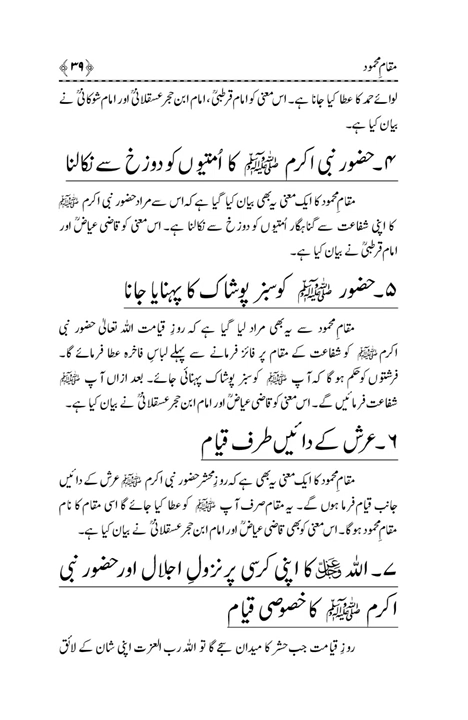 مقامِ محمود ﴿۳۹﴾
لوائے حمد کا عطا کیا جانا ہے۔ اس معنی کو امام قرطبیؒ، امام ابن حجر عسقلانیؒ اور امام شوکانیؒ نے
بیان کیا ہے۔
۴۔ حضور نبی اکرم ﷺ کا اُمتیوں کو دوزخ سے نکالنا
مقامِ محمود کا ایک معنی یہ بھی بیان کیا گیا ہے کہ اس سے مراد حضور نبی اکرم ﷺ
کا اپنی شفاعت سے گناہگار اُمتیوں کو دوزخ سے نکالنا ہے۔ اس معنی کو قاضی عیاضؒ اور
امام قرطبیؒ نے بیان کیا ہے۔
۵۔ حضور ﷺ کو سبز پوشاک کا پہنایا جانا
مقامِ محمود سے یہ بھی مراد لیا گیا ہے کہ روزِ قیامت اللہ تعالیٰ حضور نبی
اکرم ﷺ کو شفاعت کے مقام پر فائز فرمانے سے پہلے لباسِ فاخرہ عطا فرمائے گا۔
فرشتوں کو حکم ہو گا کہ آپ ﷺ کو سبز پوشاک پہنائی جائے۔ بعد ازاں آپ ﷺ
شفاعت فرمائیں گے۔ اس معنی کو قاضی عیاضؒ اور امام ابن حجر عسقلانیؒ نے بیان کیا ہے۔
۶۔ عرش کے دائیں طرف قیام
مقامِ محمود کا ایک معنی یہ بھی ہے کہ روزِ محشر حضور نبی اکرم ﷺ عرش کے دائیں
جانب قیام فرما ہوں گے۔ یہ مقام صرف آپ ﷺ کو عطا کیا جائے گا اسی مقام کا نام
مقامِ محمود ہو گا۔ اس معنی کو بھی قاضی عیاضؒ اور امام ابن حجر عسقلانیؒ نے بیان کیا ہے۔
۷۔ اللہ عزوجل کا اپنی کرسی پر نزولِ اجلال اور حضور نبی
اکرم ﷺ کا خصوصی قیام
روزِ قیامت جب حشر کا میدان سجے گا تو اللہ رب العزت اپنی شان کے لائق